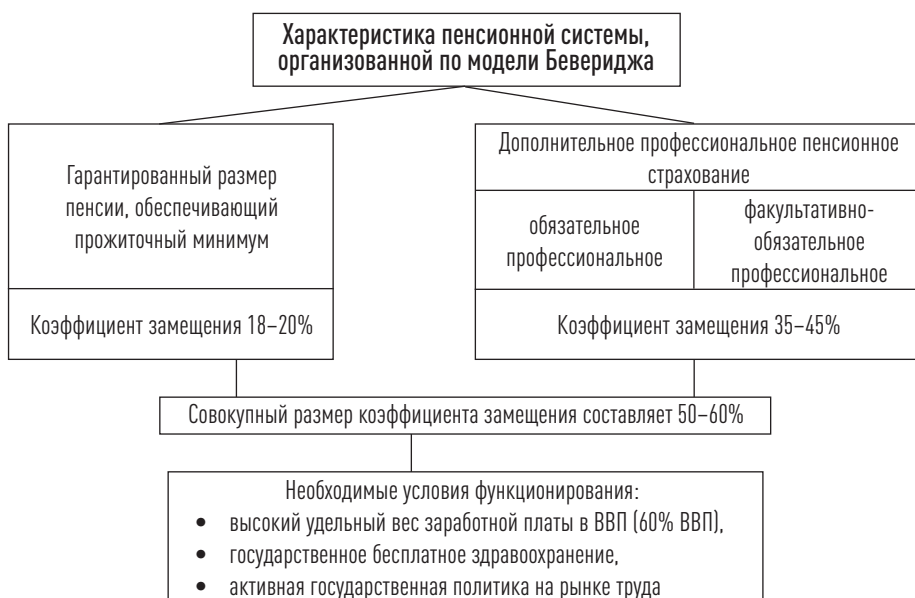 Характеристика пенсионной системы,
организованной по модели Бевериджа
Гарантированный размер
пенсии, обеспечивающий
прожиточный минимум
Коэффициент замещения 18–20%
Дополнительное профессиональное пенсионное
страхование
обязательное
профессиональное
факультативно-
обязательное
профессиональное
Коэффициент замещения 35–45%
Совокупный размер коэффициента замещения составляет 50–60%
Необходимые условия функционирования:
• высокий удельный вес заработной платы в ВВП (60% ВВП),
• государственное бесплатное здравоохранение,
• активная государственная политика на рынке труда